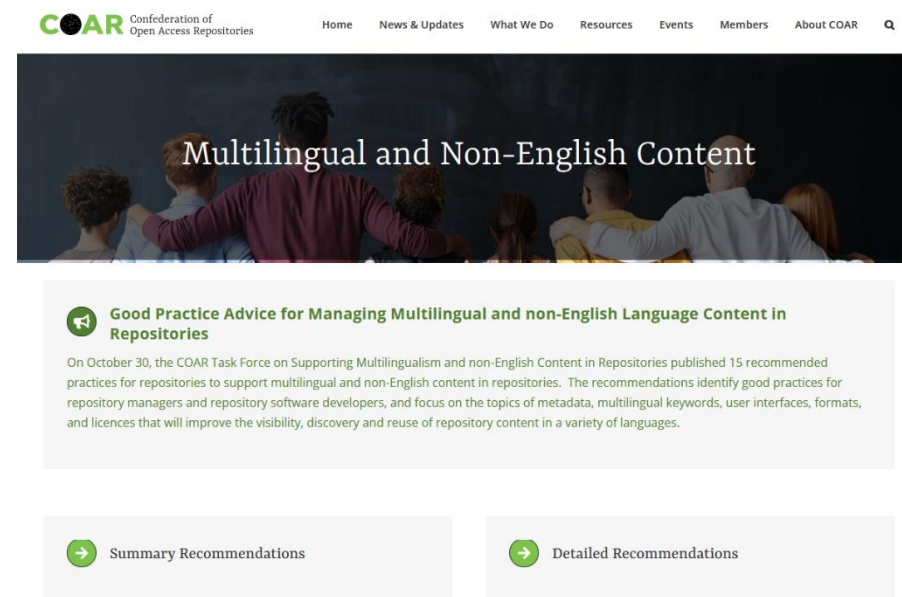 COAR Confederation of
Open Access Repositories
Home News & Updates What We Do Resources Events Members About COAR
Multilingual and Non-English Content
Good Practice Advice for Managing Multilingual and non-English Language Content in
Repositories
On October 30, the COAR Task Force on Supporting Multilingualism and non-English Content in Repositories published 15 recommended
practices for repositories to support multilingual and non-English content in repositories. The recommendations identify good practices for
repository managers and repository software developers, and focus on the topics of metadata, multilingual keywords, user interfaces, formats,
and licences that will improve the visibility, discovery and reuse of repository content in a variety of languages.
Summary Recommendations
Detailed Recommendations